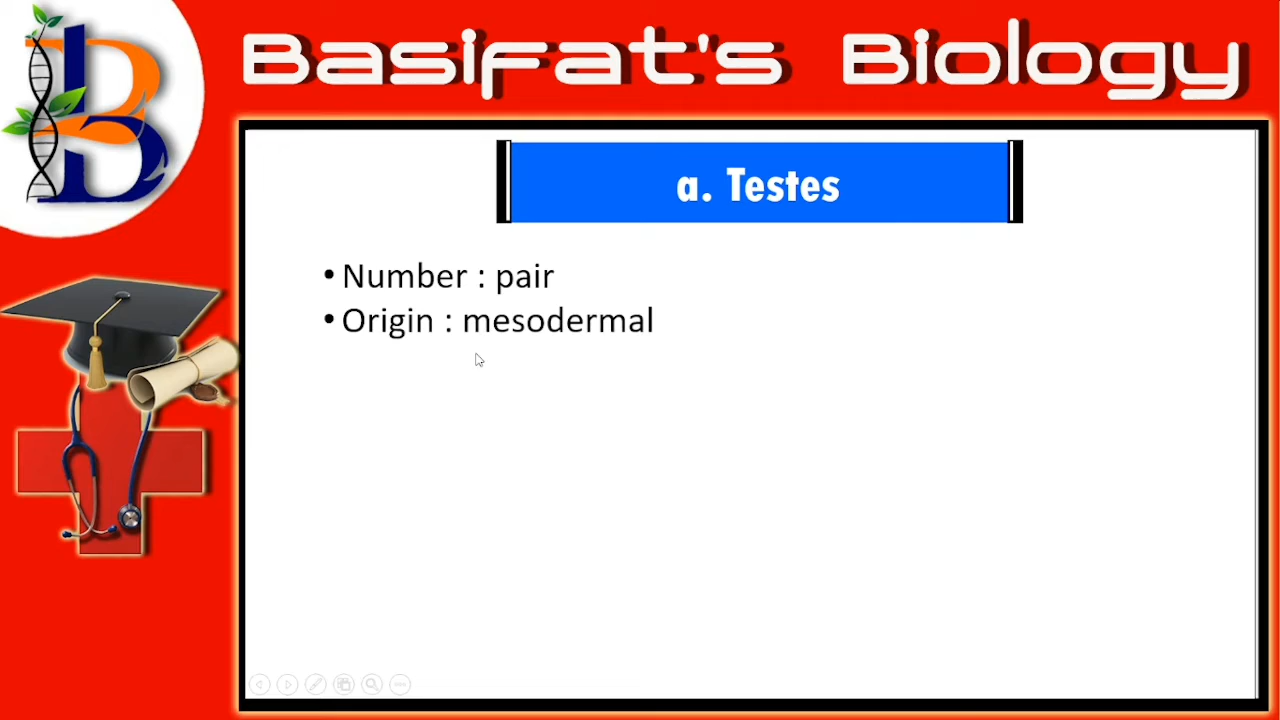 Basifat's Biology
a. Testes
• Number : pair
• Origin : mesodermal